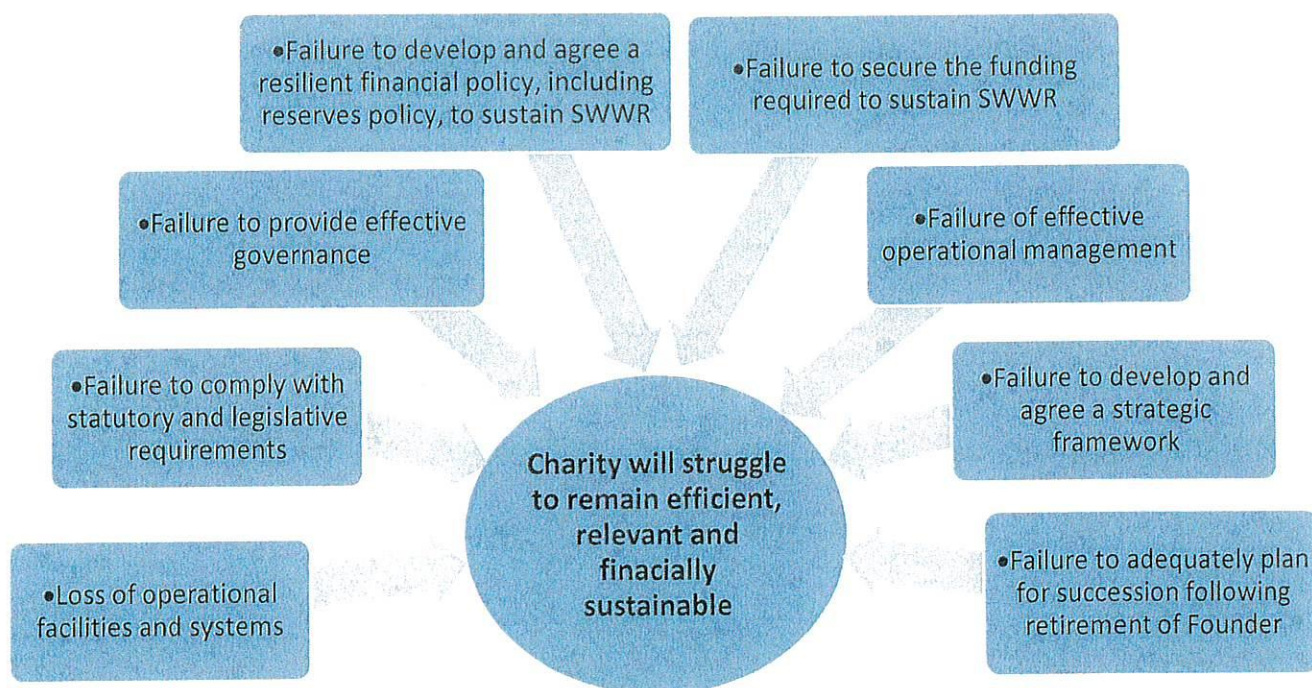 •Failure to develop and agree a
resilient financial policy, including
reserves policy, to sustain SWWR
•Failure to secure the funding
required to sustain SWWR
•Failure to provide effective
governance
•Failure of effective
operational management
•Failure to comply with
statutory and legislative
requirements
•Failure to develop and
agree a strategic
framework
Charity will struggle
to remain efficient,
relevant and
finacially
sustainable
•Loss of operational
facilities and systems
•Failure to adequately plan
for succession following
retirement of Founder